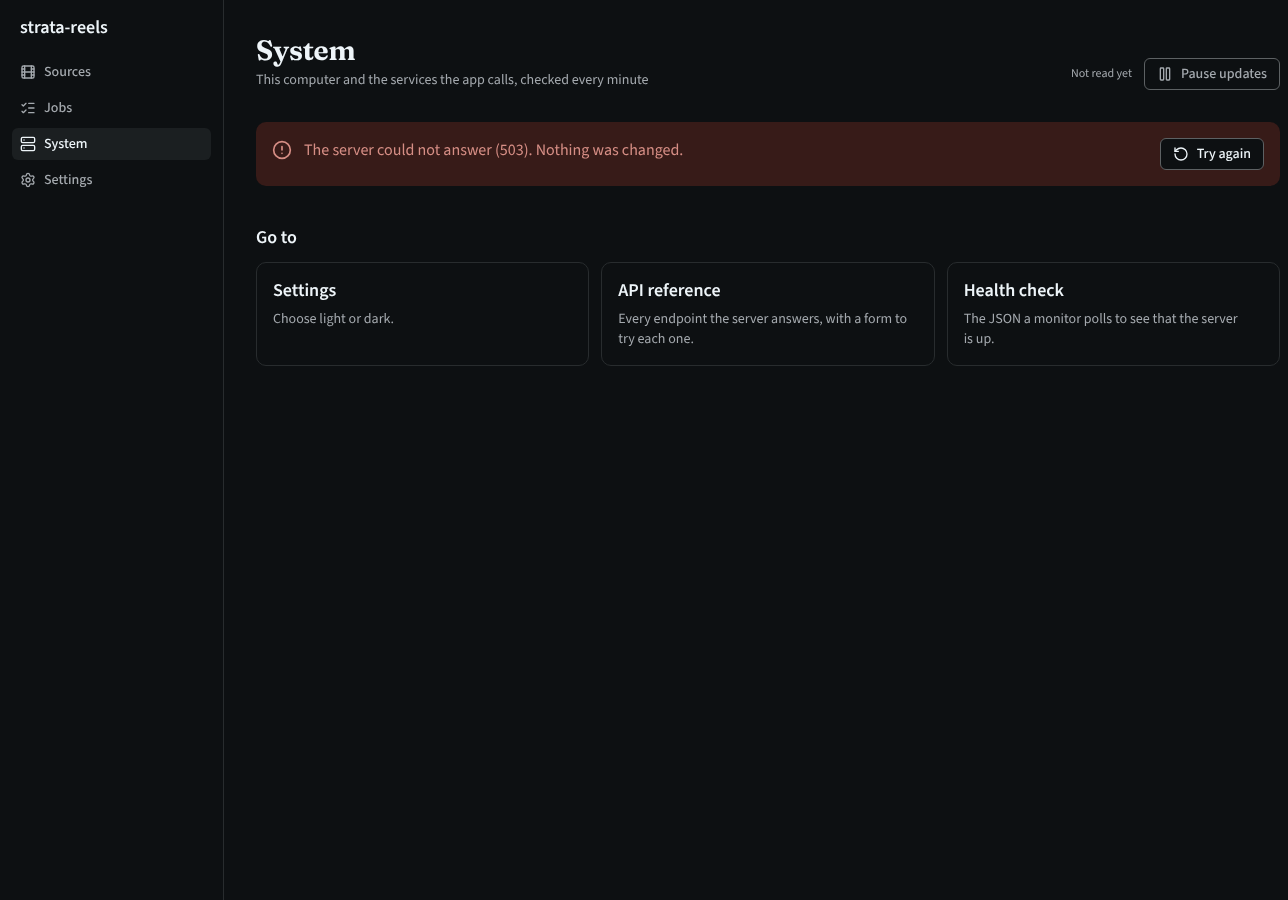 strata-reels
Sources
Jobs
System
Settings
System
This computer and the services the app calls, checked every minute
Not read yet
Pause updates
The server could not answer (503). Nothing was changed.
Try again
Go to
Settings
Choose light or dark.
API reference
Every endpoint the server answers, with a form to
try each one.
Health check
The JSON a monitor polls to see that the server
is up.